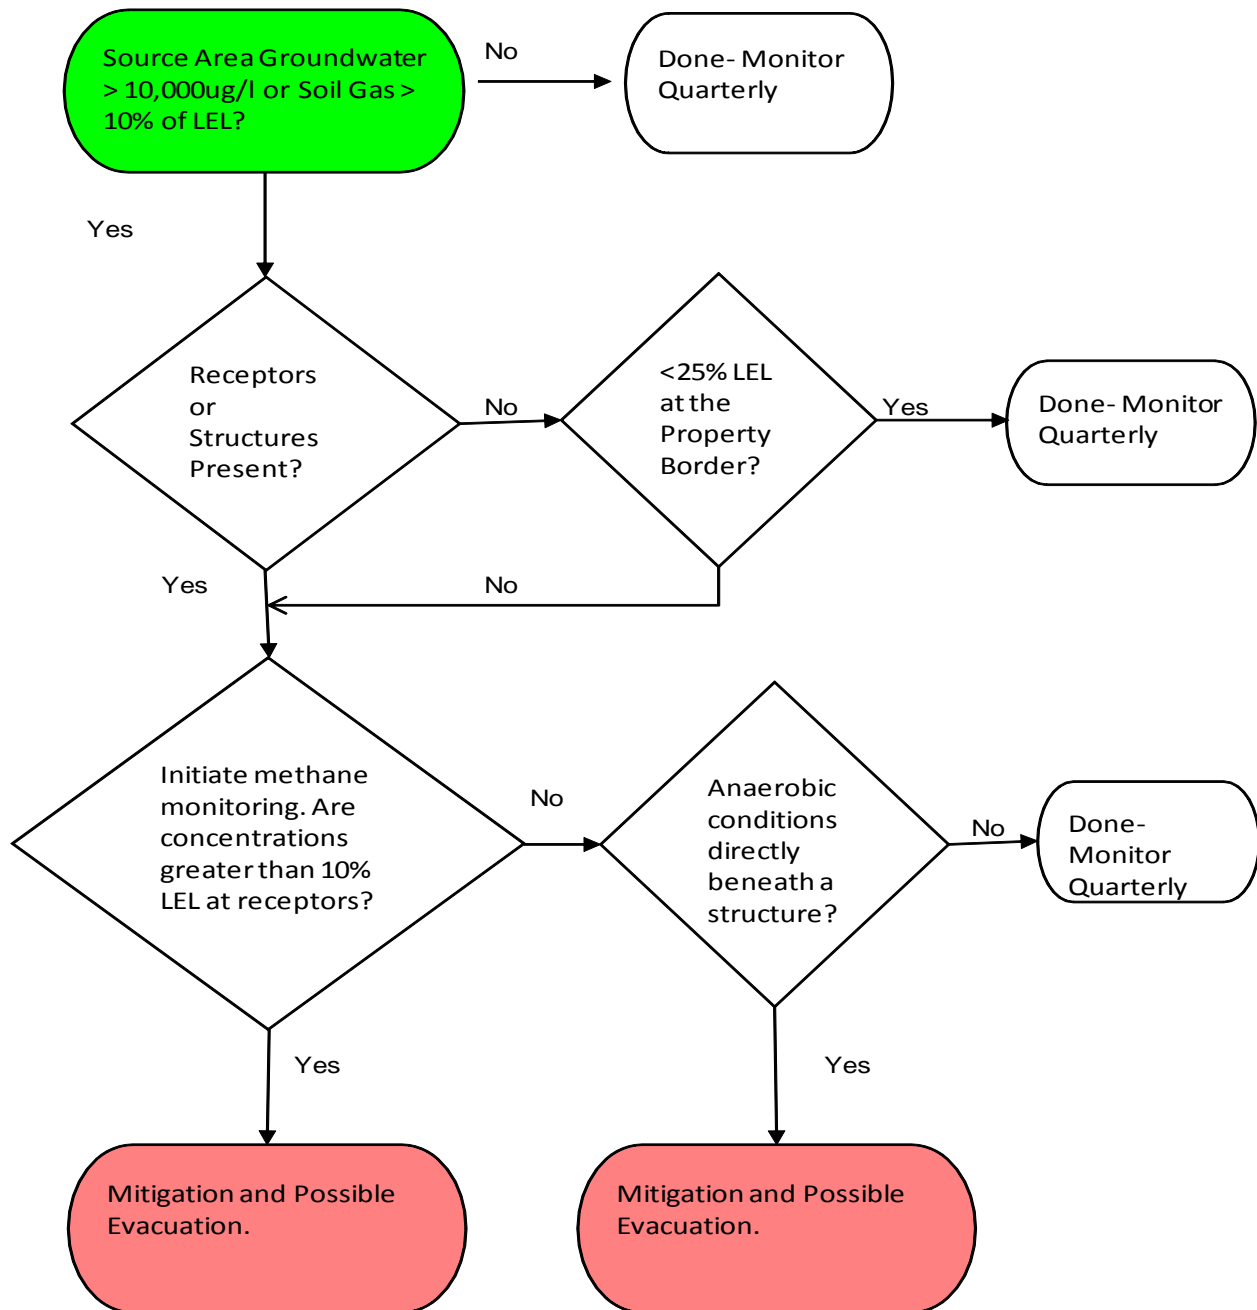 Source Area Groundwater
> 10,000ug/l or Soil Gas >
10% of LEL?
No
Done- Monitor
Quarterly
Yes
Receptors
or
Structures
Present?
No
<25% LEL
at the
Property
Border?
Yes
Done- Monitor
Quarterly
Yes
No
Initiate methane
monitoring. Are
concentrations
greater than 10%
LEL at receptors?
No
Anaerobic
conditions
directly
beneath a
structure?
No
Done-
Monitor
Quarterly
Yes
Yes
Mitigation and Possible
Evacuation.
Mitigation and Possible
Evacuation.